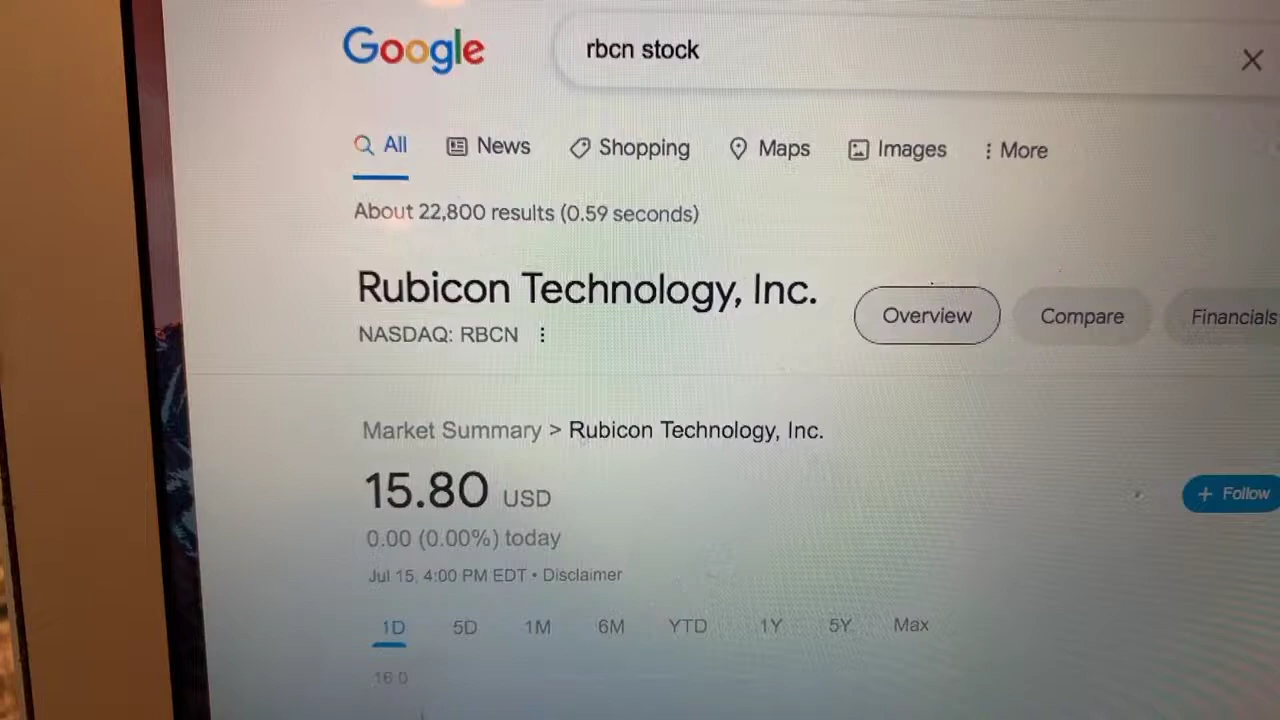 Google
rbcn stock
All News Shopping Maps Images More
About 22,800 results (0.59 seconds)
Rubicon Technology, Inc.
NASDAQ: RBCN
Overview Compare Financials
Market Summary > Rubicon Technology, Inc.
15.80 USD
+ Follow
0.00 (0.00%) today
Jul 15, 4:00 PM EDT • Disclaimer
1D 5D 1M 6M YTD 1Y 5Y Max
16.0